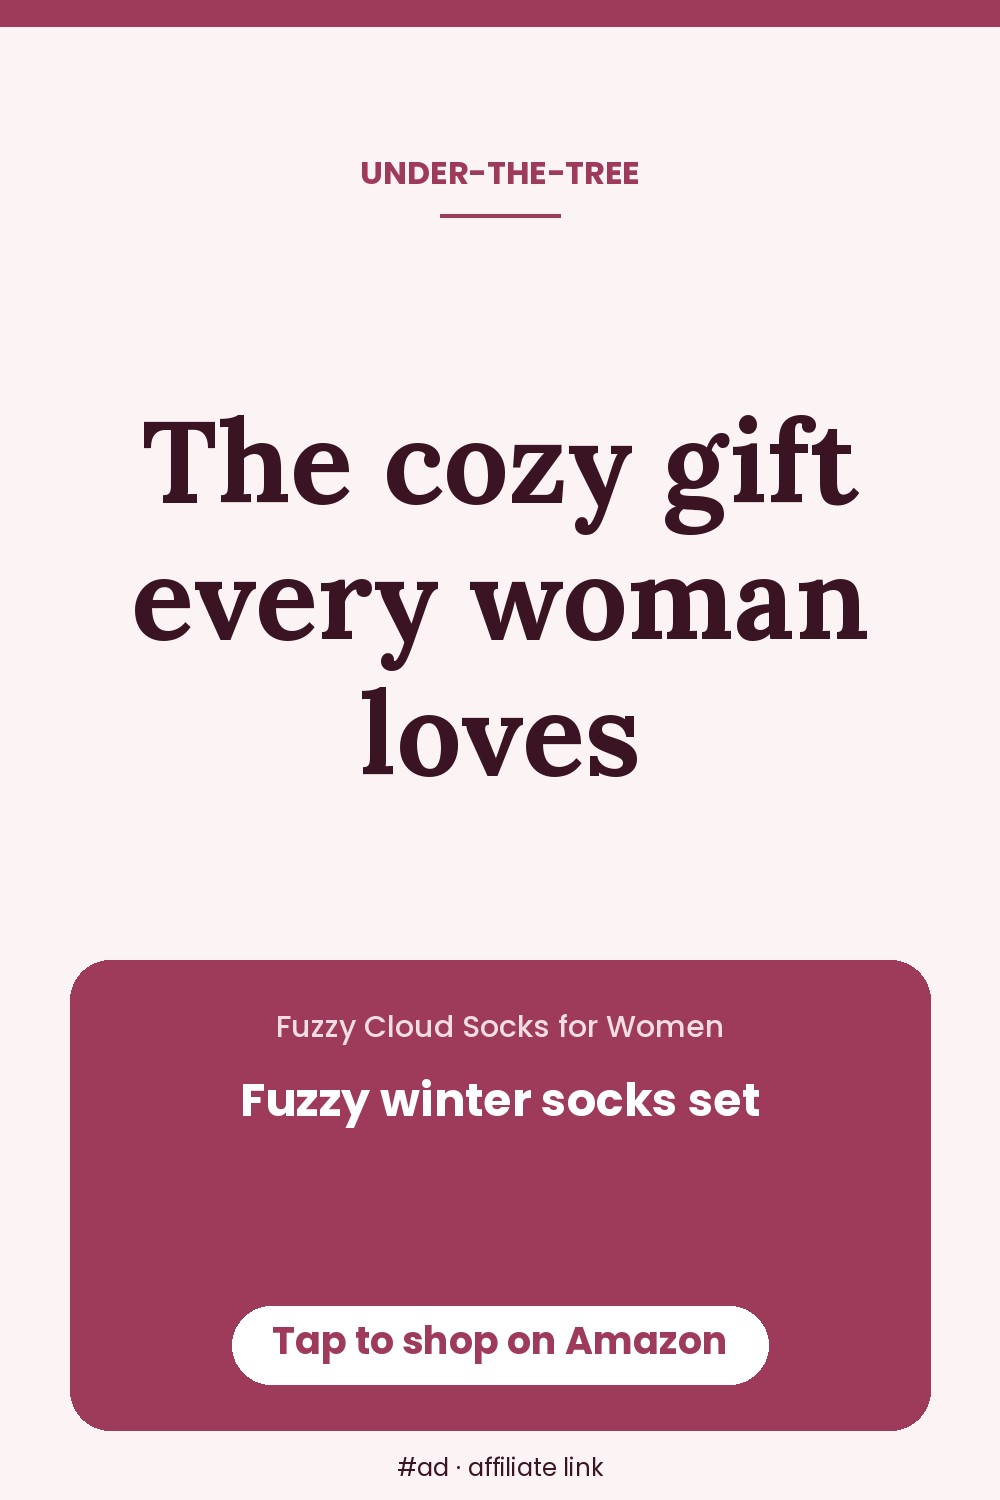 UNDER-THE-TREE
The cozy gift
every woman
loves
Fuzzy Cloud Socks for Women
Fuzzy winter socks set
Tap to shop on Amazon
#ad · affiliate link